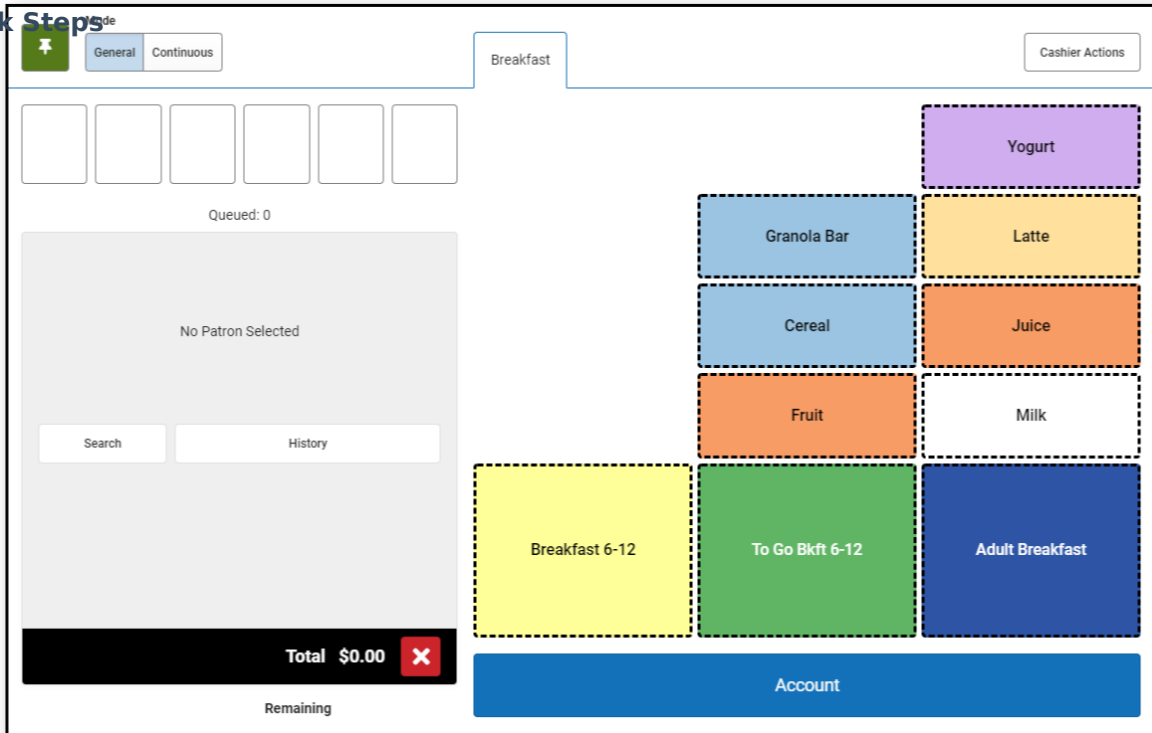 k Steps
General
Continuous
Breakfast
Cashier Actions
Queued: 0
No Patron Selected
Search
History
Total $0.00
Remaining
Yogurt
Granola Bar
Latte
Cereal
Juice
Fruit
Milk
Breakfast 6-12
To Go Bkft 6-12
Adult Breakfast
Account